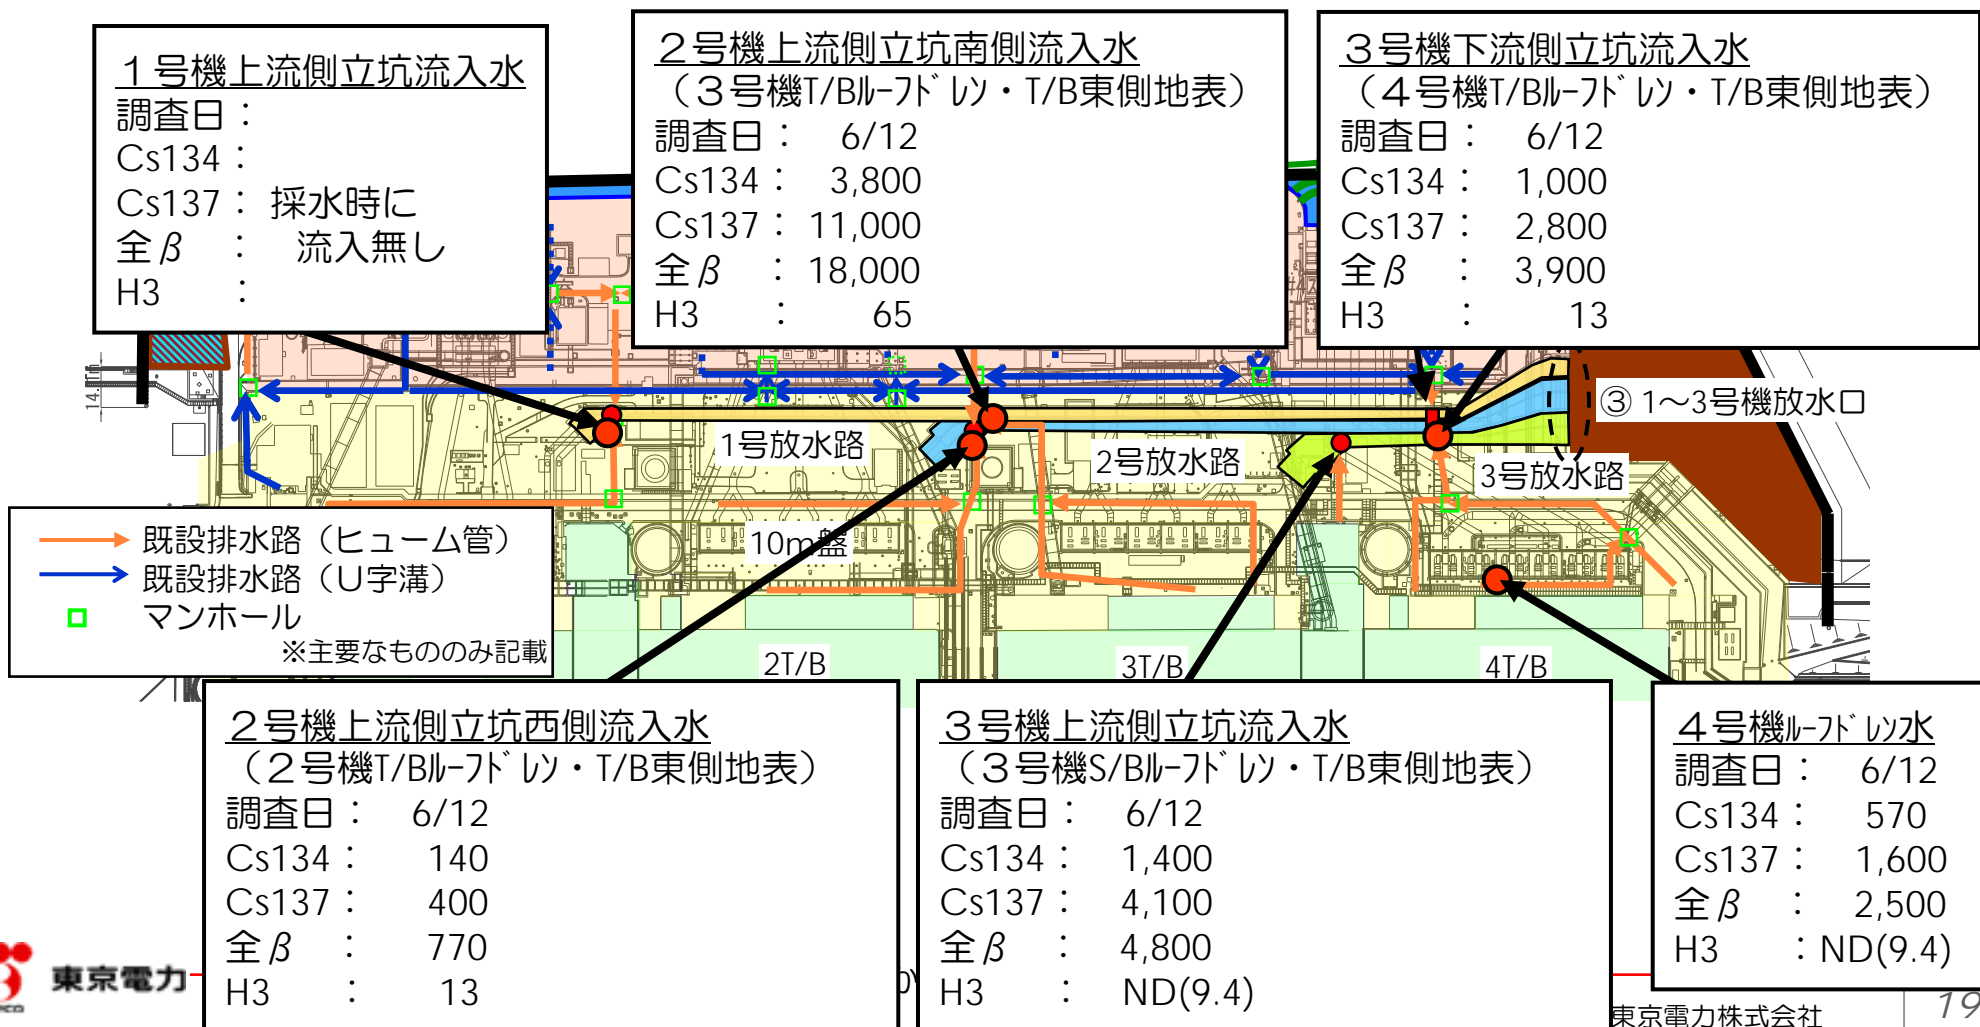 １号機上流側立坑流入水
調査日：
Cs134：
Cs137： 採水時に
全β ： 流入無し
H3 ：
２号機上流側立坑南側流入水
（３号機T/Bﾙｰﾌﾄﾞﾚﾝ・T/B東側地表）
調査日： 6/12
Cs134： 3,800
Cs137：11,000
全β ：18,000
H3 ： 65
３号機下流側立坑流入水
（４号機T/Bﾙｰﾌﾄﾞﾚﾝ・T/B東側地表）
調査日： 6/12
Cs134： 1,000
Cs137： 2,800
全β ： 3,900
H3 ： 13
③ 1～3号機放水口
1号放水路
2号放水路
3号放水路
10m盤
既設排水路（ヒューム管）
既設排水路（Ｕ字溝）
マンホール
※主要なもののみ記載
2T/B
3T/B
4T/B
２号機上流側立坑西側流入水
（２号機T/Bﾙｰﾌﾄﾞﾚﾝ・T/B東側地表）
調査日： 6/12
Cs134： 140
Cs137： 400
全β ： 770
H3 ： 13
３号機上流側立坑流入水
（３号機S/Bﾙｰﾌﾄﾞﾚﾝ・T/B東側地表）
調査日： 6/12
Cs134： 1,400
Cs137： 4,100
全β ： 4,800
H3 ： ND(9.4)
４号機ﾙｰﾌﾄﾞﾚﾝ水
調査日： 6/12
Cs134： 570
Cs137： 1,600
全β ： 2,500
H3 ：ND(9.4)
東京電力
東京電力株式会社
19